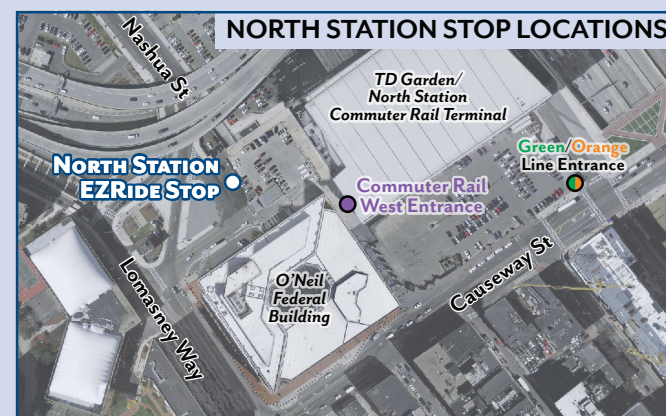 NORTH STATION STOP LOCATIONS
Nashua St
TD Garden/
North Station
Commuter Rail Terminal
Green/Orange
Line Entrance
North Station
EZRide Stop
Commuter Rail
West Entrance
O'Neil
Federal
Building
Causeway St
Lomasney Way